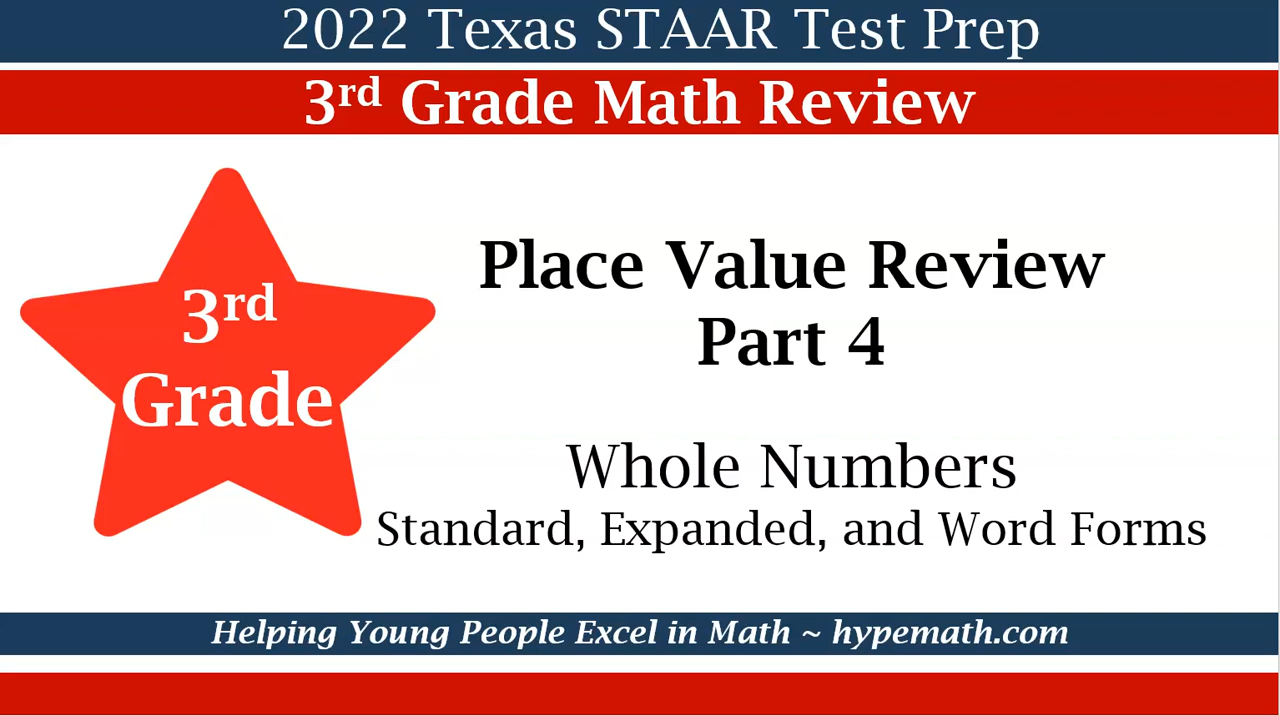 2022 Texas STAAR Test Prep
3rd Grade Math Review
3rd
Grade
Place Value Review
Part 4
Whole Numbers
Standard, Expanded, and Word Forms
Helping Young People Excel in Math ~ hypemath.com